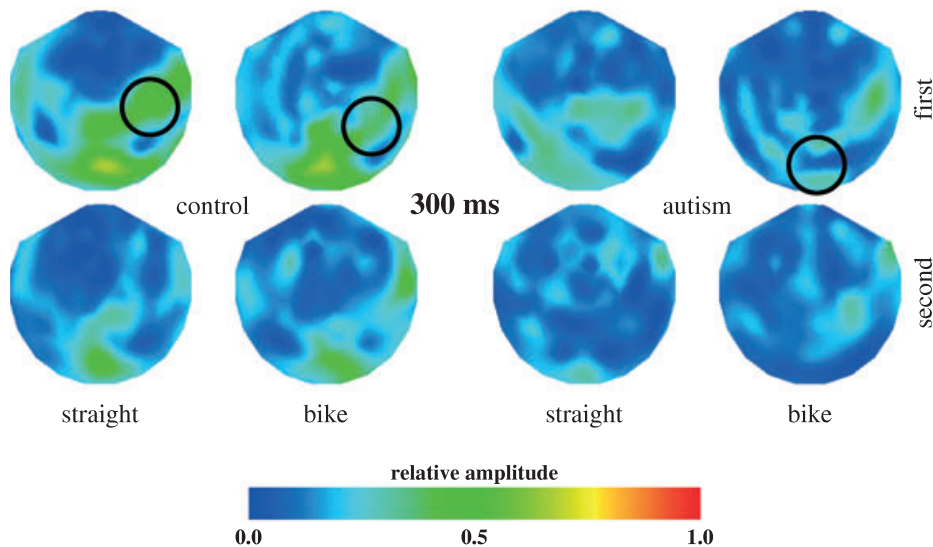 first
control 300 ms autism
second
straight bike straight bike
relative amplitude
0.0 0.5 1.0